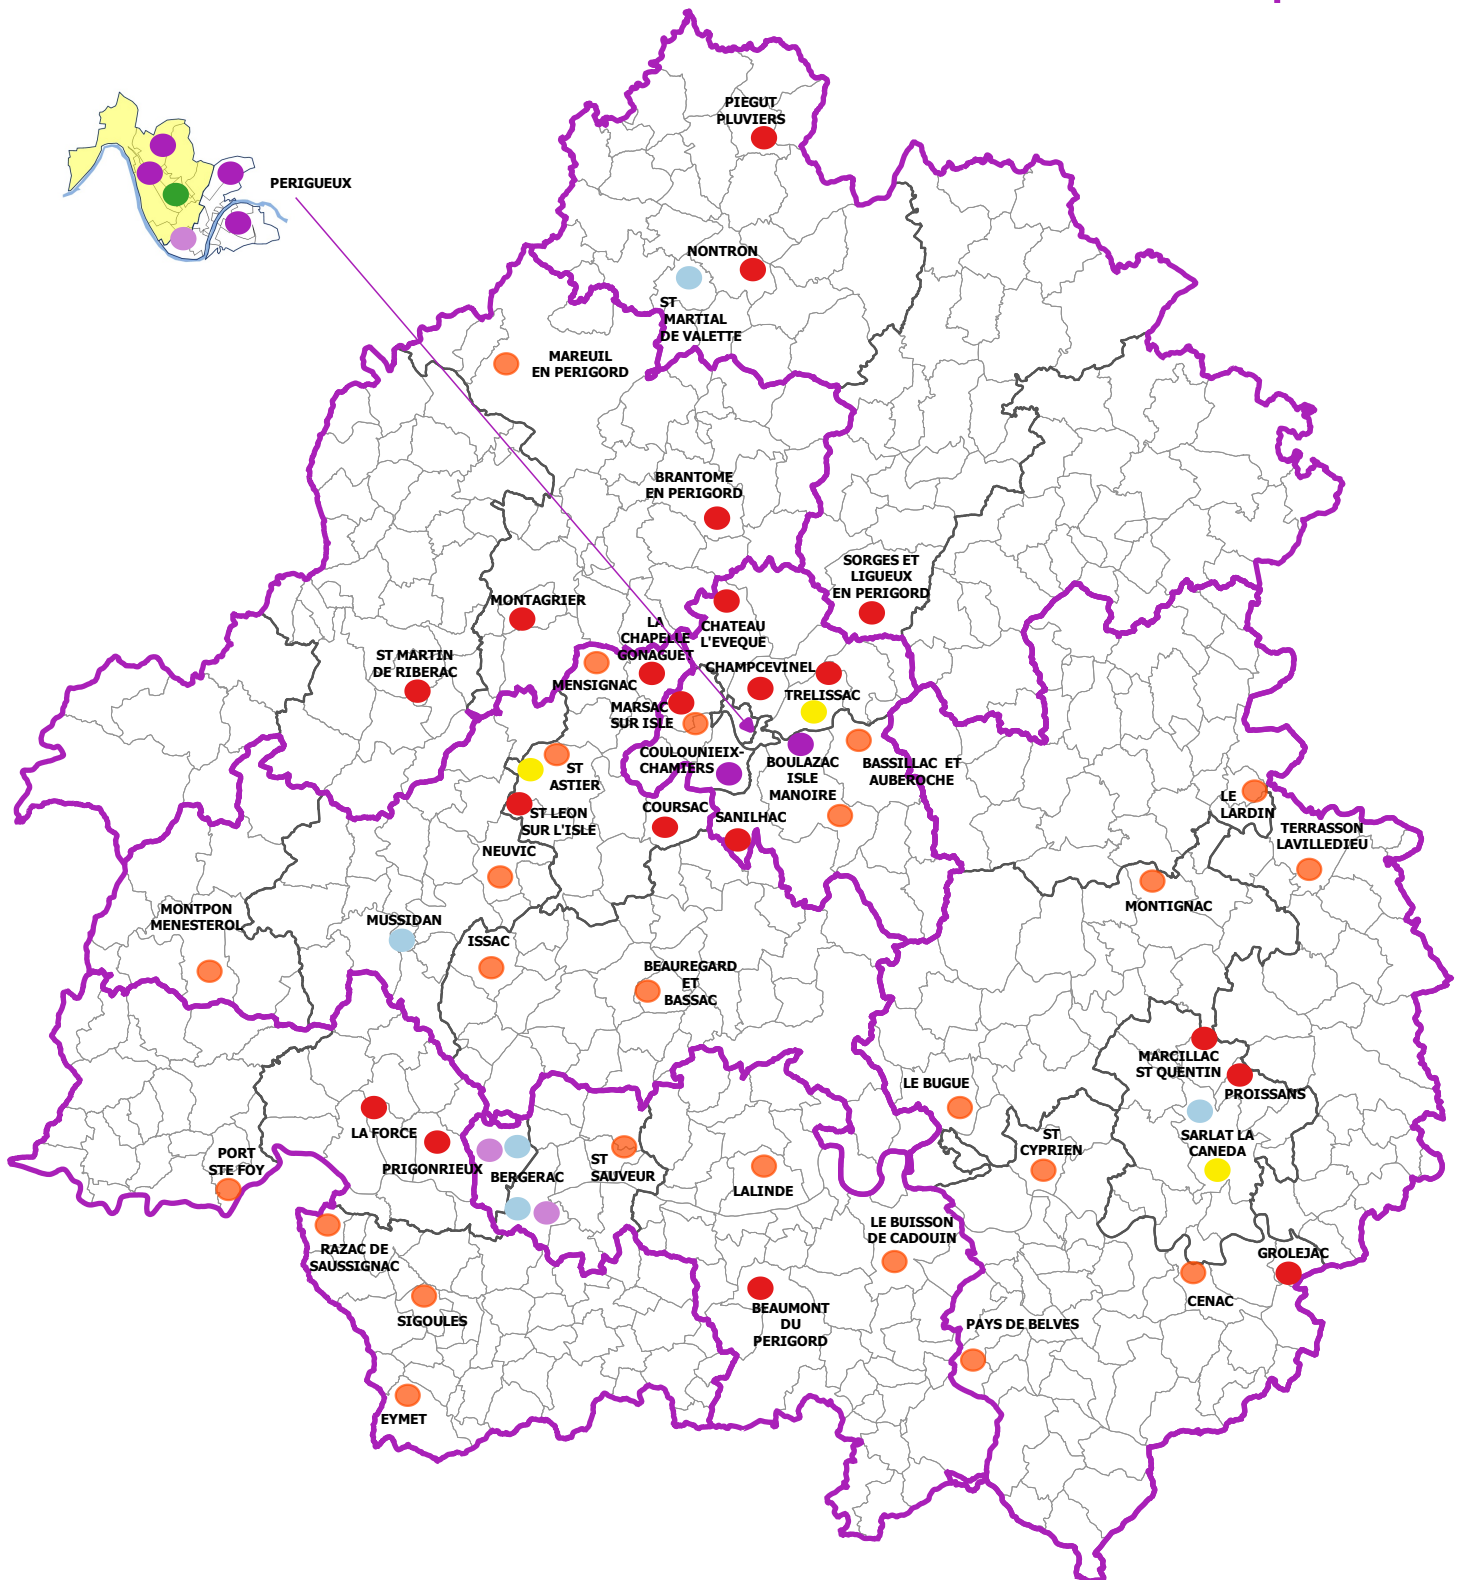 PIEGUT
PLUVIERS
PERIGUEUX
NONTRON
ST
MARTIAL
DE VALETTE
MAREUIL
EN PERIGORD
BRANTOME
EN PERIGORD
SORGES ET
LIGUEUX
EN PERIGORD
MONTAGRIER
LA
CHAPELLE
GONAGUET
CHATEAU
L'EVEQUE
ST MARTIN
DE RIBERAC
MENSIGNAC
CHAMPCEVINEL
TRELISSAC
MARSAC
SUR ISLE
COULOUNIEIX-
CHAMIERS
BOULAZAC
ISLE
MANOIRE
BASSILLAC ET
AUBEROCHE
ST
ASTIER
ST LEON
SUR L'ISLE
COURSAC
SANILHAC
LE
LARDIN
TERRASSON
LAVILLEDIEU
NEUVIC
MONTPON
MENESTEROL
MUSSIDAN
ISSAC
MONTIGNAC
BEAUREGARD
ET
BASSAC
MARCILLAC
ST QUENTIN
PROISSANS
LE BUGUE
LA FORCE
PRIGONRIEUX
ST
CYPRIEN
SARLAT LA
CANEDA
PORT
STE FOY
BERGERAC
ST
SAUVEUR
LALINDE
LE BUISSON
DE CADOUIN
RAZAC DE
SAUSSIGNAC
GROLEJAC
CENAC
SIGOULES
BEAUMONT
DU
PERIGORD
PAYS DE BELVES
EYMET